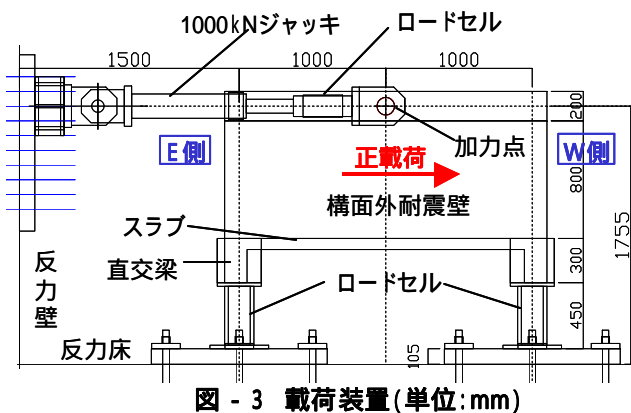 1000kNジャッキ
ロードセル
1500
1000
1000
200
E側
正載荷
加力点
W側
800
構面外耐震壁
1755
スラブ
反力壁
直交梁
ロードセル
300
450
反力床
105
図 - 3 載荷装置(単位:mm)